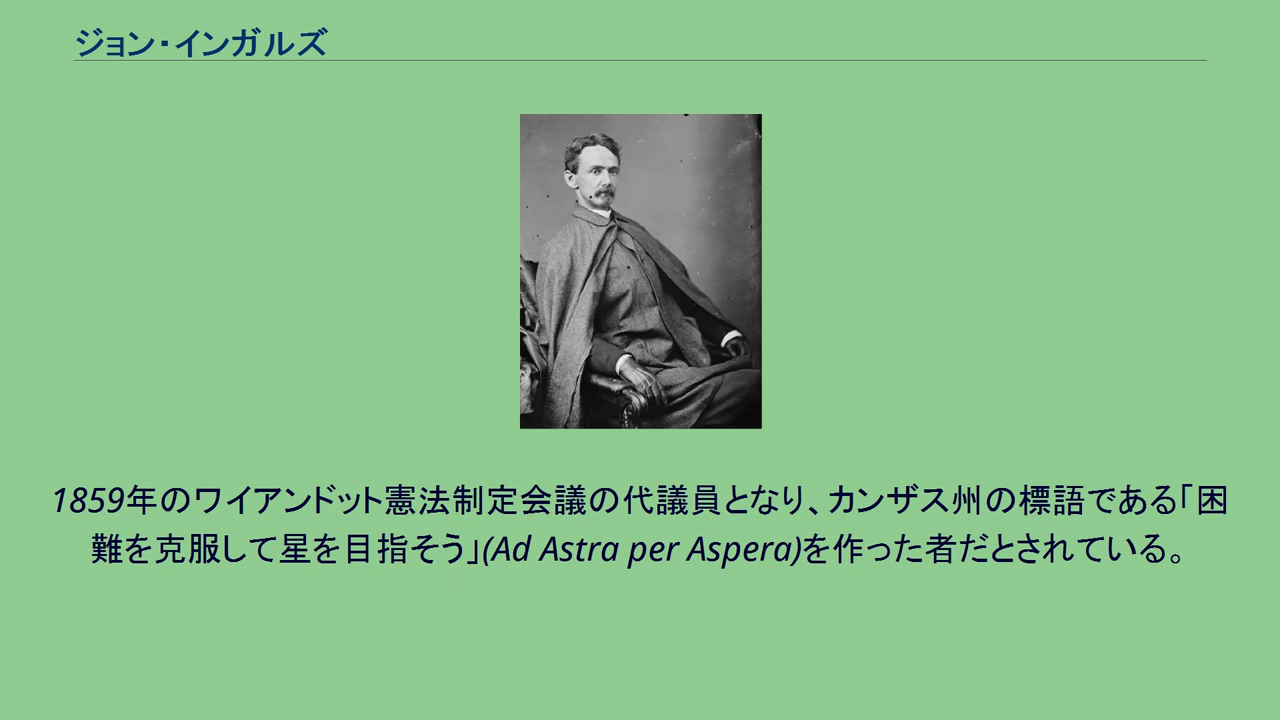 ジョン・インガルズ
1859年のワイアンドット憲法制定会議の代議員となり、カンザス州の標語である「困
難を克服して星を目指そう」(Ad Astra per Aspera)を作った者だとされている。